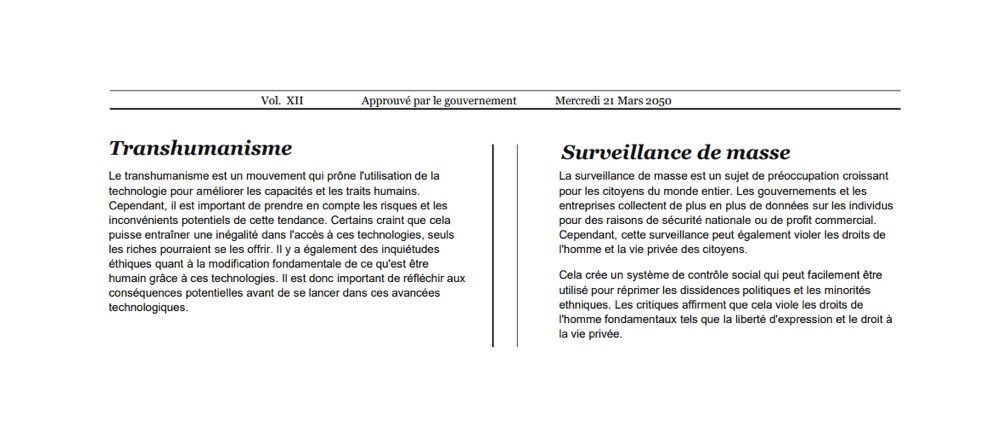 Vol. XII Approuvé par le gouvernement Mercredi 21 Mars 2050
Transhumanisme
Le transhumanisme est un mouvement qui prône l'utilisation de la
technologie pour améliorer les capacités et les traits humains.
Cependant, il est important de prendre en compte les risques et les
inconvénients potentiels de cette tendance. Certains craint que cela
puisse entraîner une inégalité dans l'accès à ces technologies, seuls
les riches pourraient se les offrir. Il y a également des inquiétudes
éthiques quant à la modification fondamentale de ce qu'est être
humain grâce à ces technologies. Il est donc important de réfléchir aux
conséquences potentielles avant de se lancer dans ces avancées
technologiques.
Surveillance de masse
La surveillance de masse est un sujet de préoccupation croissant
pour les citoyens du monde entier. Les gouvernements et les
entreprises collectent de plus en plus de données sur les individus
pour des raisons de sécurité nationale ou de profit commercial.
Cependant, cette surveillance peut également violer les droits de
l'homme et la vie privée des citoyens.
Cela crée un système de contrôle social qui peut facilement être
utilisé pour réprimer les dissidences politiques et les minorités
ethniques. Les critiques affirment que cela viole les droits de
l'homme fondamentaux tels que la liberté d'expression et le droit à
la vie privée.